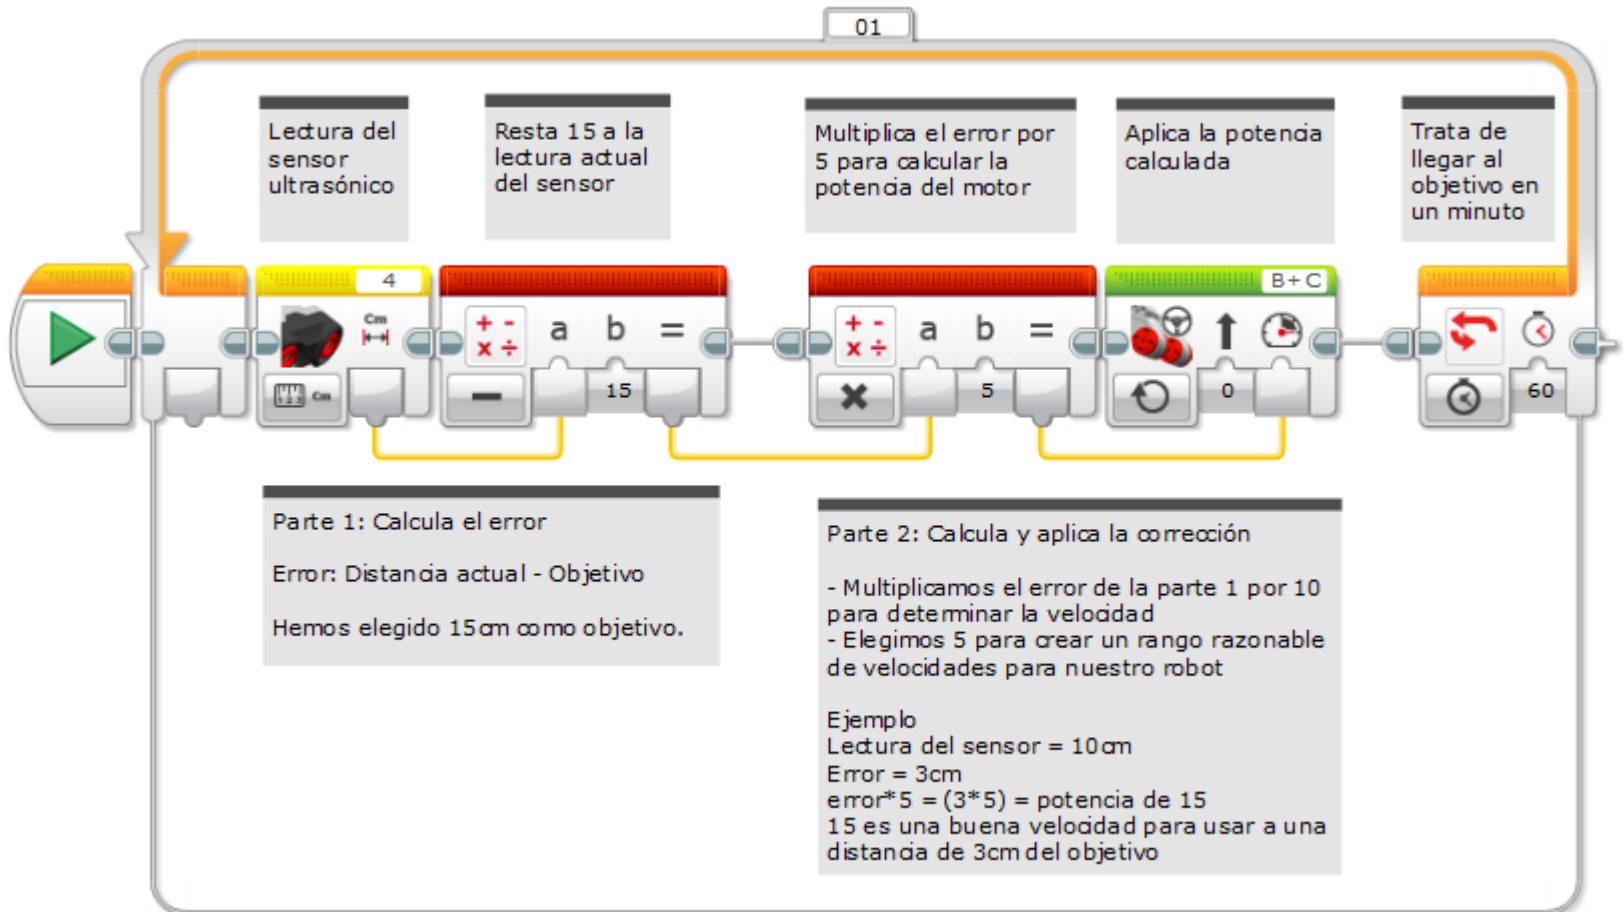 01
Lectura del
sensor
ultrasónico
Resta 15 a la
lectura actual
del sensor
Multiplica el error por
5 para calcular la
potencia del motor
Aplica la potencia
calculada
Trata de
llegar al
objetivo en
un minuto
4
Cm
a b =
a b =
B+C
Cm
15
5
0
60
Parte 1: Calcula el error
Error: Distancia actual - Objetivo
Hemos elegido 15cm como objetivo.
Parte 2: Calcula y aplica la corrección
- Multiplicamos el error de la parte 1 por 10
para determinar la velocidad
- Elegimos 5 para crear un rango razonable
de velocidades para nuestro robot
Ejemplo
Lectura del sensor = 10cm
Error = 3cm
error*5 = (3*5) = potencia de 15
15 es una buena velocidad para usar a una
distancia de 3cm del objetivo